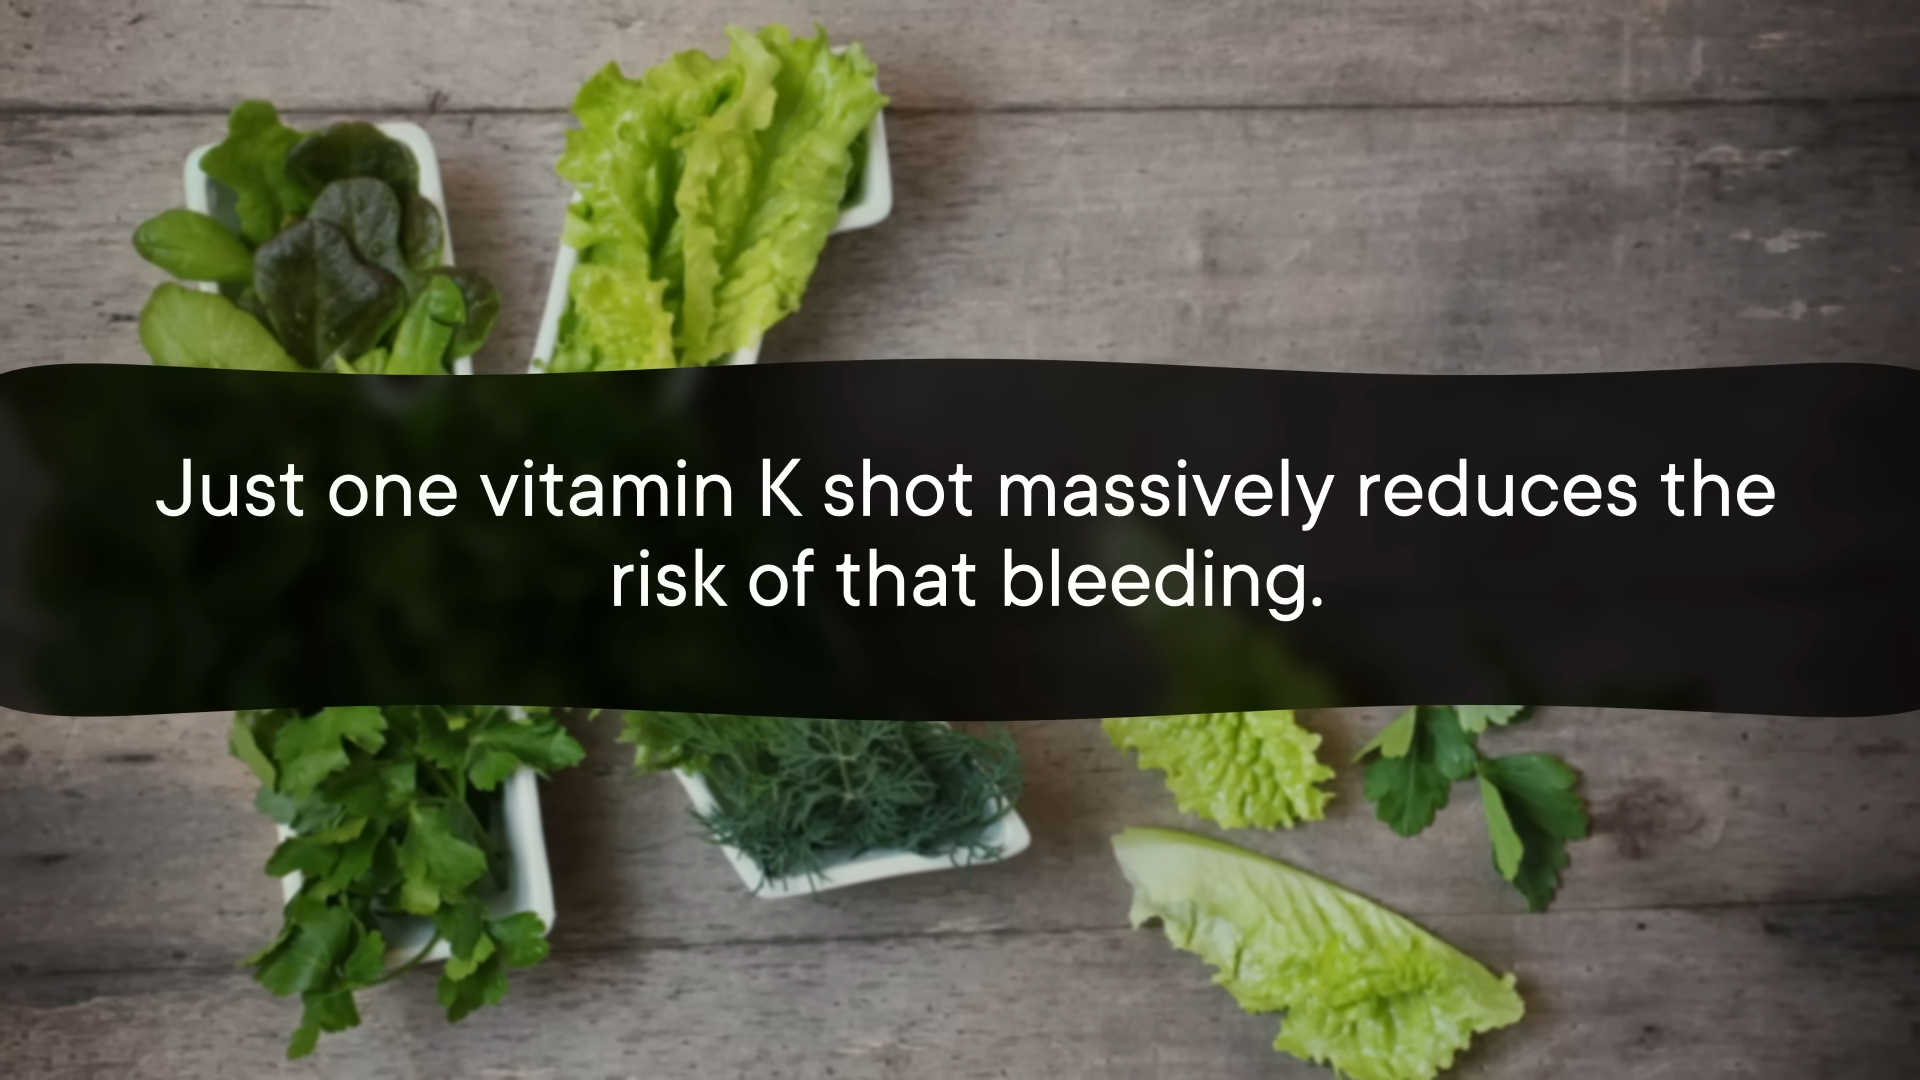 Just one vitamin K shot massively reduces the
risk of that bleeding.